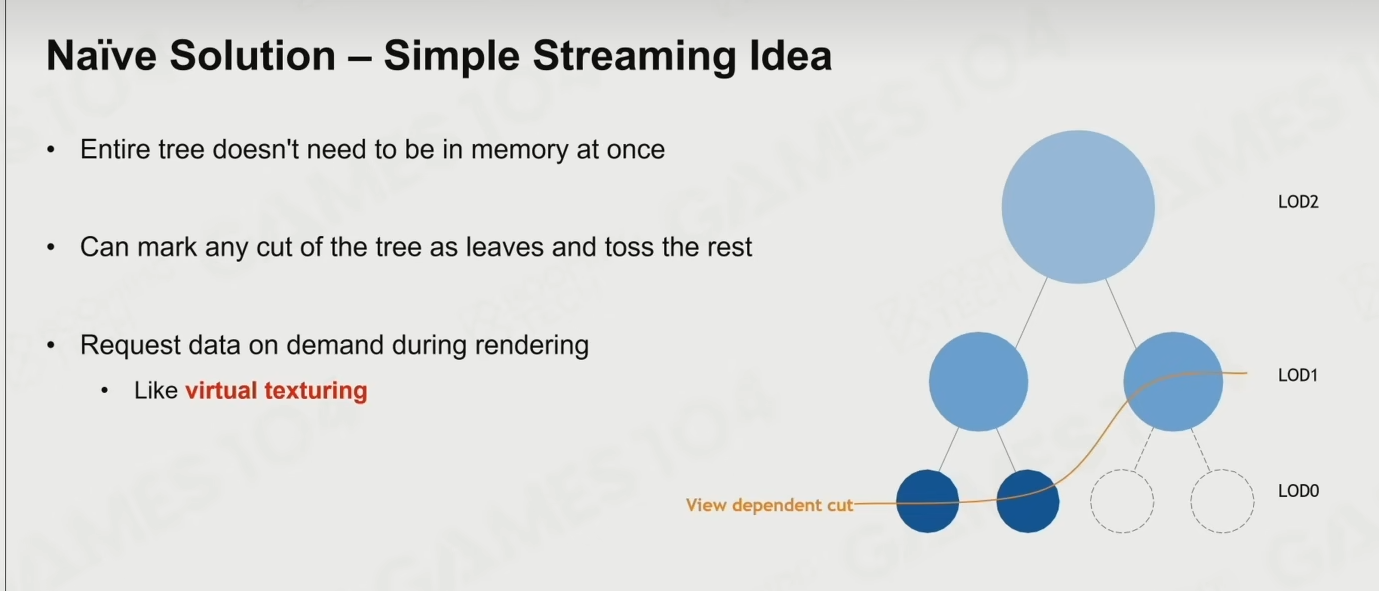 Naïve Solution – Simple Streaming Idea
• Entire tree doesn't need to be in memory at once
• Can mark any cut of the tree as leaves and toss the rest
• Request data on demand during rendering
• Like virtual texturing
LOD2
LOD1
LOD0
View dependent cut
GAMES 104